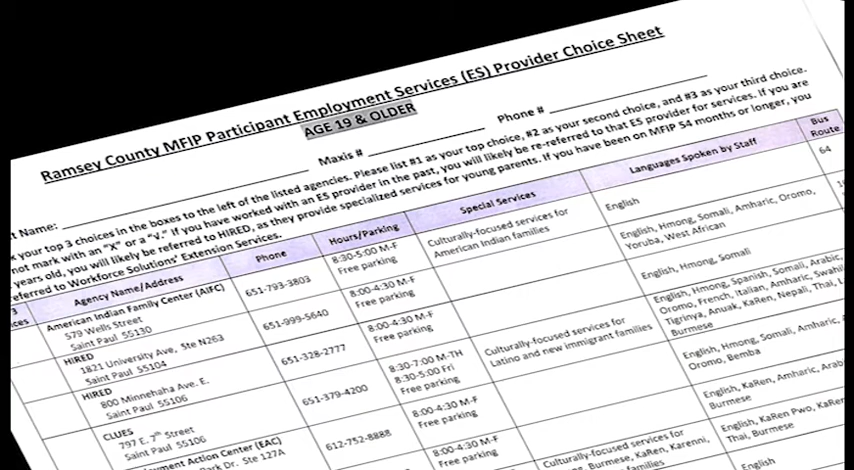 Ramsey County MFIP Participant Employment Services (ES) Provider Choice Sheet
AGE 19 & OLDER
t Name: Maxis # Phone #
k your top 3 choices in the boxes to the left of the listed agencies. Please list #1 as your top choice, #2 as your second choice, and #3 as your third choice.
not mark with an "X" or a "√." If you have worked with an ES provider in the past, you will likely be re-referred to that ES provider for services. If you are
years old, you will likely be referred to HIRED, as they provide specialized services for young parents. If you have been on MFIP 54 months or longer, you
eferred to Workforce Solutions' Extension Services.
3
ices Agency Name/Address Phone Hours/Parking Special Services Languages Spoken by Staff Bus
Route
American Indian Family Center (AIFC)
579 Wells Street
Saint Paul 55130
651-793-3803
8:30-5:00 M-F
Free parking
Culturally-focused services for
American Indian families
English
64
HIRED
1821 University Ave, Ste N263
Saint Paul 55104
651-999-5640
8:00-4:30 M-F
Free parking
English, Hmong, Somali, Amharic, Oromo,
Yoruba, West African
HIRED
800 Minnehaha Ave. E.
Saint Paul 55106
651-328-2777
8:00-4:30 M-F
Free parking
English, Hmong, Somali
CLUES
797 E. 7th Street
Saint Paul 55106
651-379-4200
8:30-7:00 M-TH
8:30-5:00 Fri
Free parking
Culturally-focused services for
Latino and new immigrant families
English, Hmong, Spanish, Somali, Arabic,
Oromo, French, Italian, Amharic, Swahi
Tigrinya, Anuak, KaRen, Nepali, Thai, L
Burmese
loyment Action Center (EAC)
Park Dr. Ste 127A
612-752-8888
8:00-4:30 M-F
Free parking
English, Hmong, Somali, Amharic,
Oromo, Bemba
8:00-4:30 M-F
Free parking
English, KaRen, Amharic, Arab
Burmese
Culturally-focused services for
Burmese, KaRen, Karenni,
families
English, KaRen Pwo, KaRen
Thai, Burmese
English